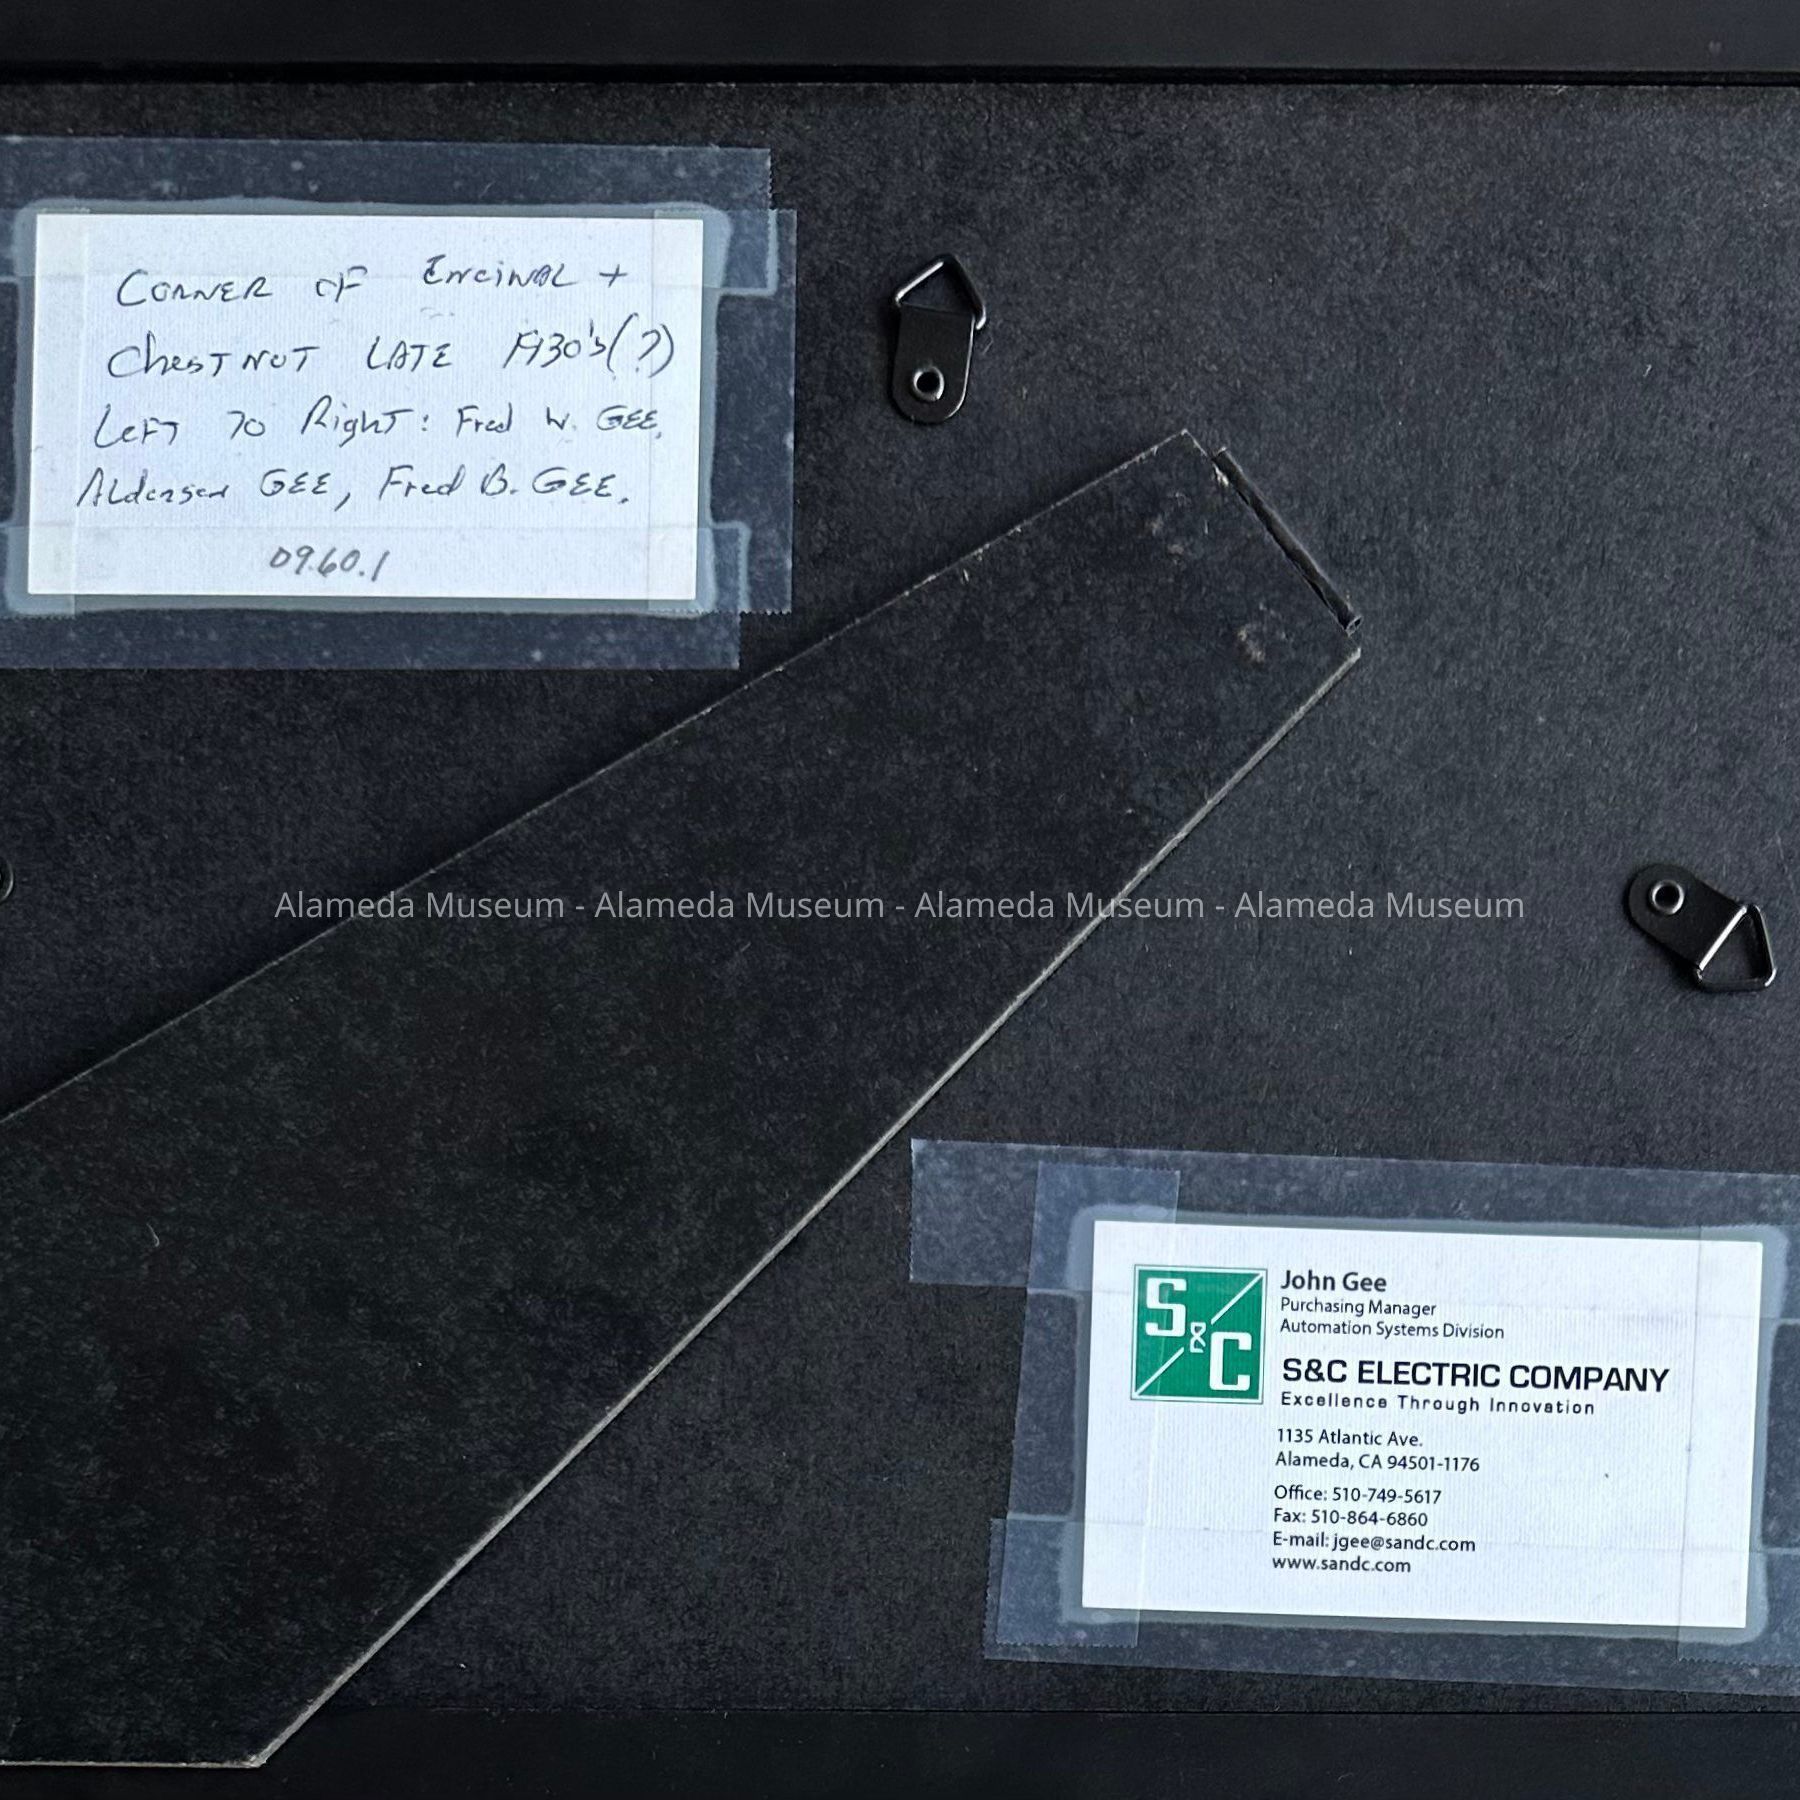 Corner of Encinal +
Chestnut Late 1930's(?)
Left to Right: Fred W. Gee,
Alderson Gee, Fred B. Gee.
09.60.1
Alameda Museum - Alameda Museum - Alameda Museum - Alameda Museum
S&C
John Gee
Purchasing Manager
Automation Systems Division
S&C ELECTRIC COMPANY
Excellence Through Innovation
1135 Atlantic Ave.
Alameda, CA 94501-1176
Office: 510-749-5617
Fax: 510-864-6860
E-mail: jgee@sandc.com
www.sandc.com